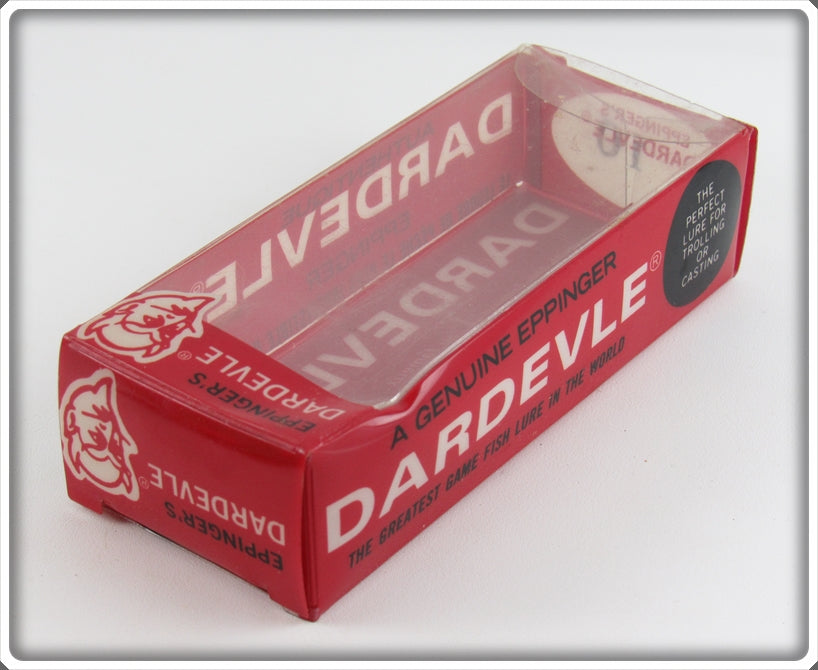 A GENUINE EPPINGER
DARDEVLE®
THE GREATEST GAME FISH LURE IN THE WORLD
THE
PERFECT
LURE FOR
TROLLING
OR
CASTING
EPPINGER'S
DARDEVLE®
EPPINGER'S
DARDEVLE®
DARDEVLE®
DARDEVLE
EPPINGER'S
DARDEVLE